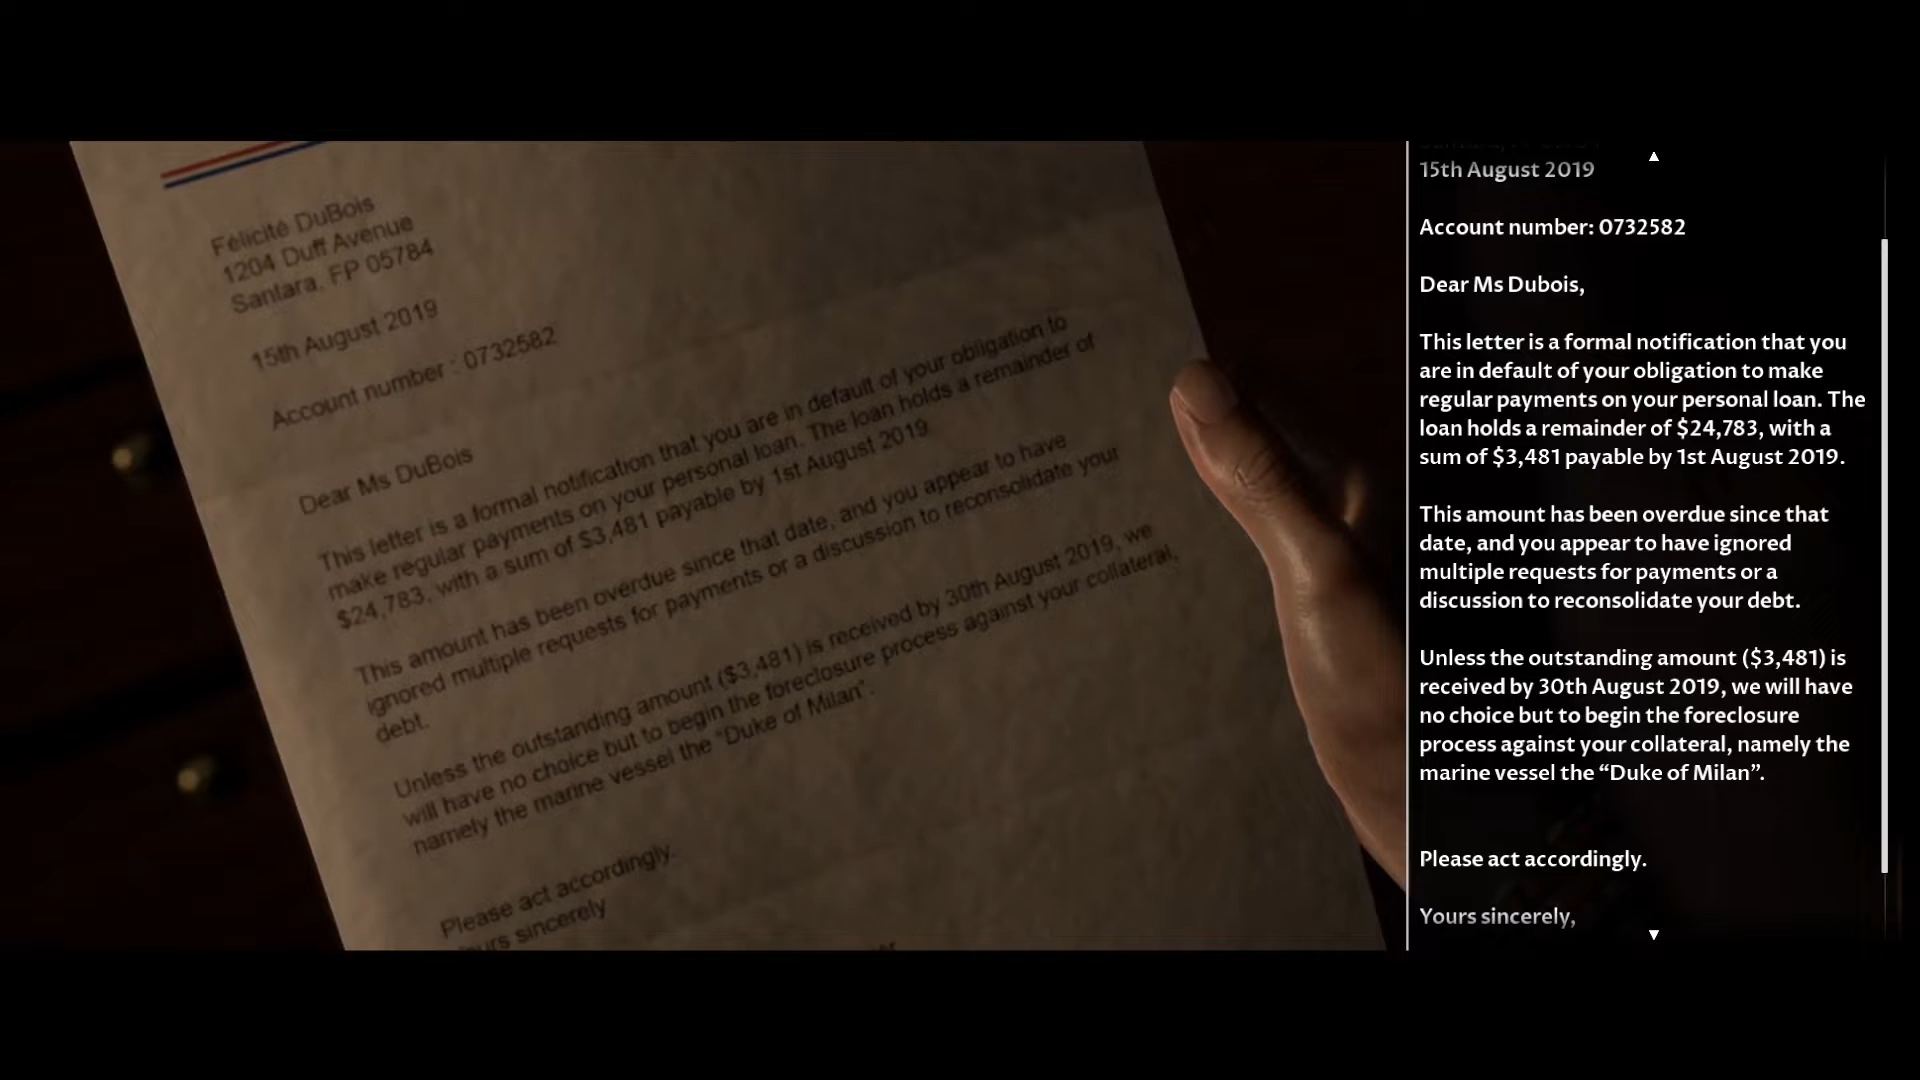 Félicité DuBois
1204 Duff Avenue
Santara, FP 05784
15th August 2019
Account number : 0732582
Dear Ms DuBois
This letter is a formal notification that you are in default of your obligation to
make regular payments on your personal loan. The loan holds a remainder of
$24,783, with a sum of $3,481 payable by 1st August 2019
This amount has been overdue since that date, and you appear to have
ignored multiple requests for payments or a discussion to reconsolidate your
debt.
Unless the outstanding amount ($3,481) is received by 30th August 2019, we
will have no choice but to begin the foreclosure process against your collateral,
namely the marine vessel the "Duke of Milan".
Please act accordingly.
sincerely
15th August 2019
Account number: 0732582
Dear Ms Dubois,
This letter is a formal notification that you
are in default of your obligation to make
regular payments on your personal loan. The
loan holds a remainder of $24,783, with a
sum of $3,481 payable by 1st August 2019.
This amount has been overdue since that
date, and you appear to have ignored
multiple requests for payments or a
discussion to reconsolidate your debt.
Unless the outstanding amount ($3,481) is
received by 30th August 2019, we will have
no choice but to begin the foreclosure
process against your collateral, namely the
marine vessel the “Duke of Milan”.
Please act accordingly.
Yours sincerely,